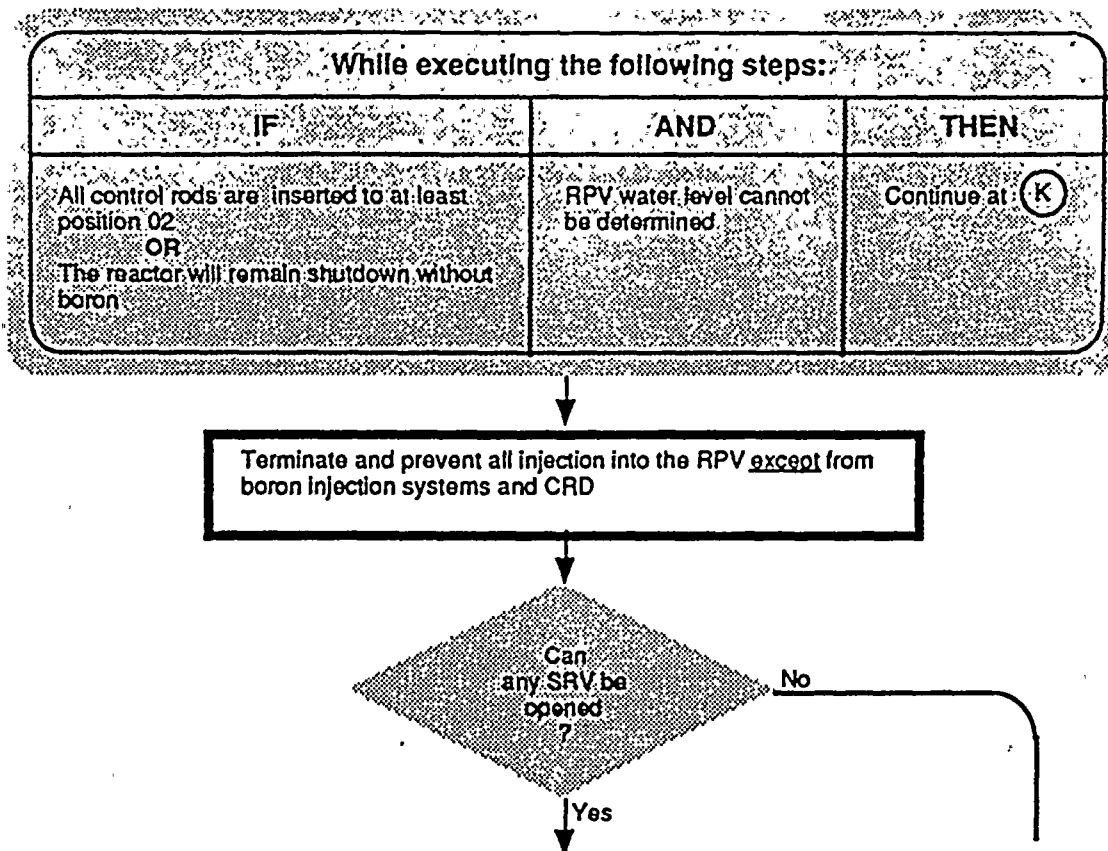 While executing the following steps:
IF
AND
THEN
All control rods are inserted to at least
position 02
OR
The reactor will remain shutdown without
boron
RPV water level cannot
be determined
Continue at K
Terminate and prevent all injection into the RPV except from
boron injection systems and CRD
Can
any SRV be
opened
?
No
Yes